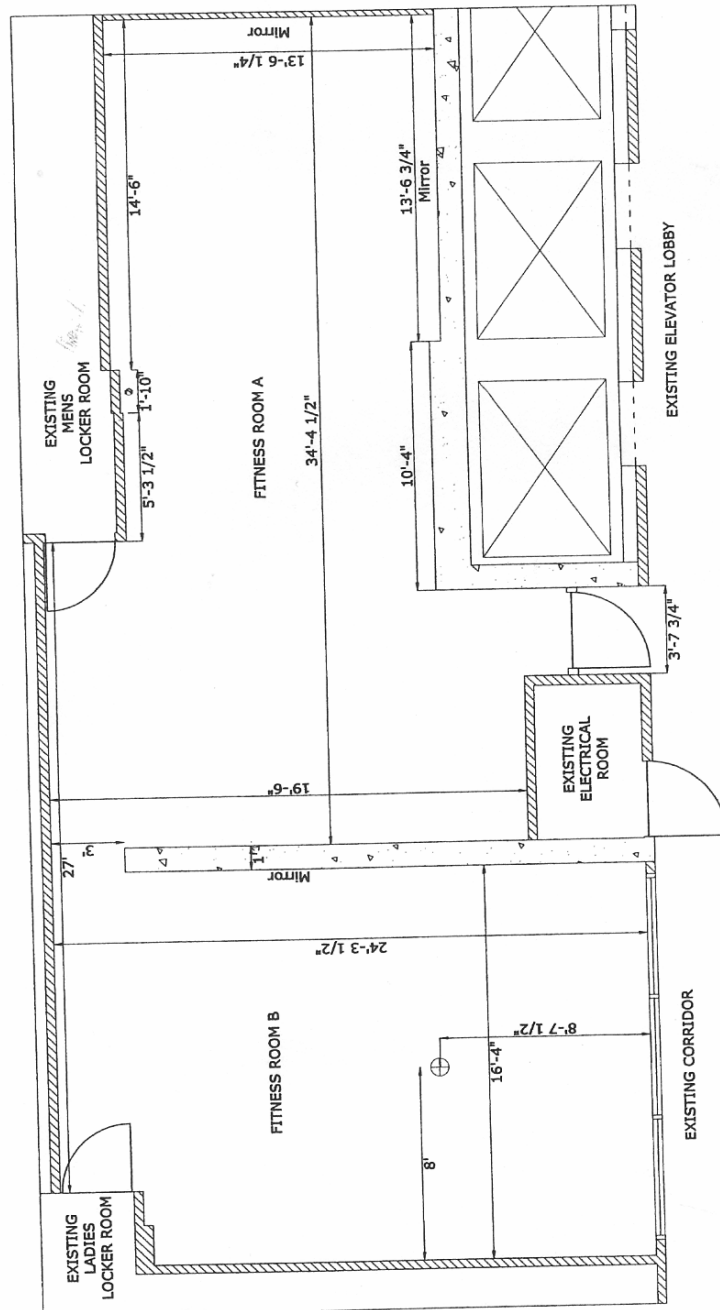 EXISTING
MENS
LOCKER ROOM
Mirror
13'-6 1/4"
14'-6"
1'-10"
5'-3 1/2"
FITNESS ROOM A
34'-4 1/2"
13'-6 3/4"
Mirror
10'-4"
EXISTING ELEVATOR LOBBY
3'-7 3/4"
EXISTING
ELECTRICAL
ROOM
19'-6"
27'
3'
1'
Mirror
24'-3 1/2"
FITNESS ROOM B
8'-7 1/2"
16'-4"
8'
EXISTING
LADIES
LOCKER ROOM
EXISTING CORRIDOR